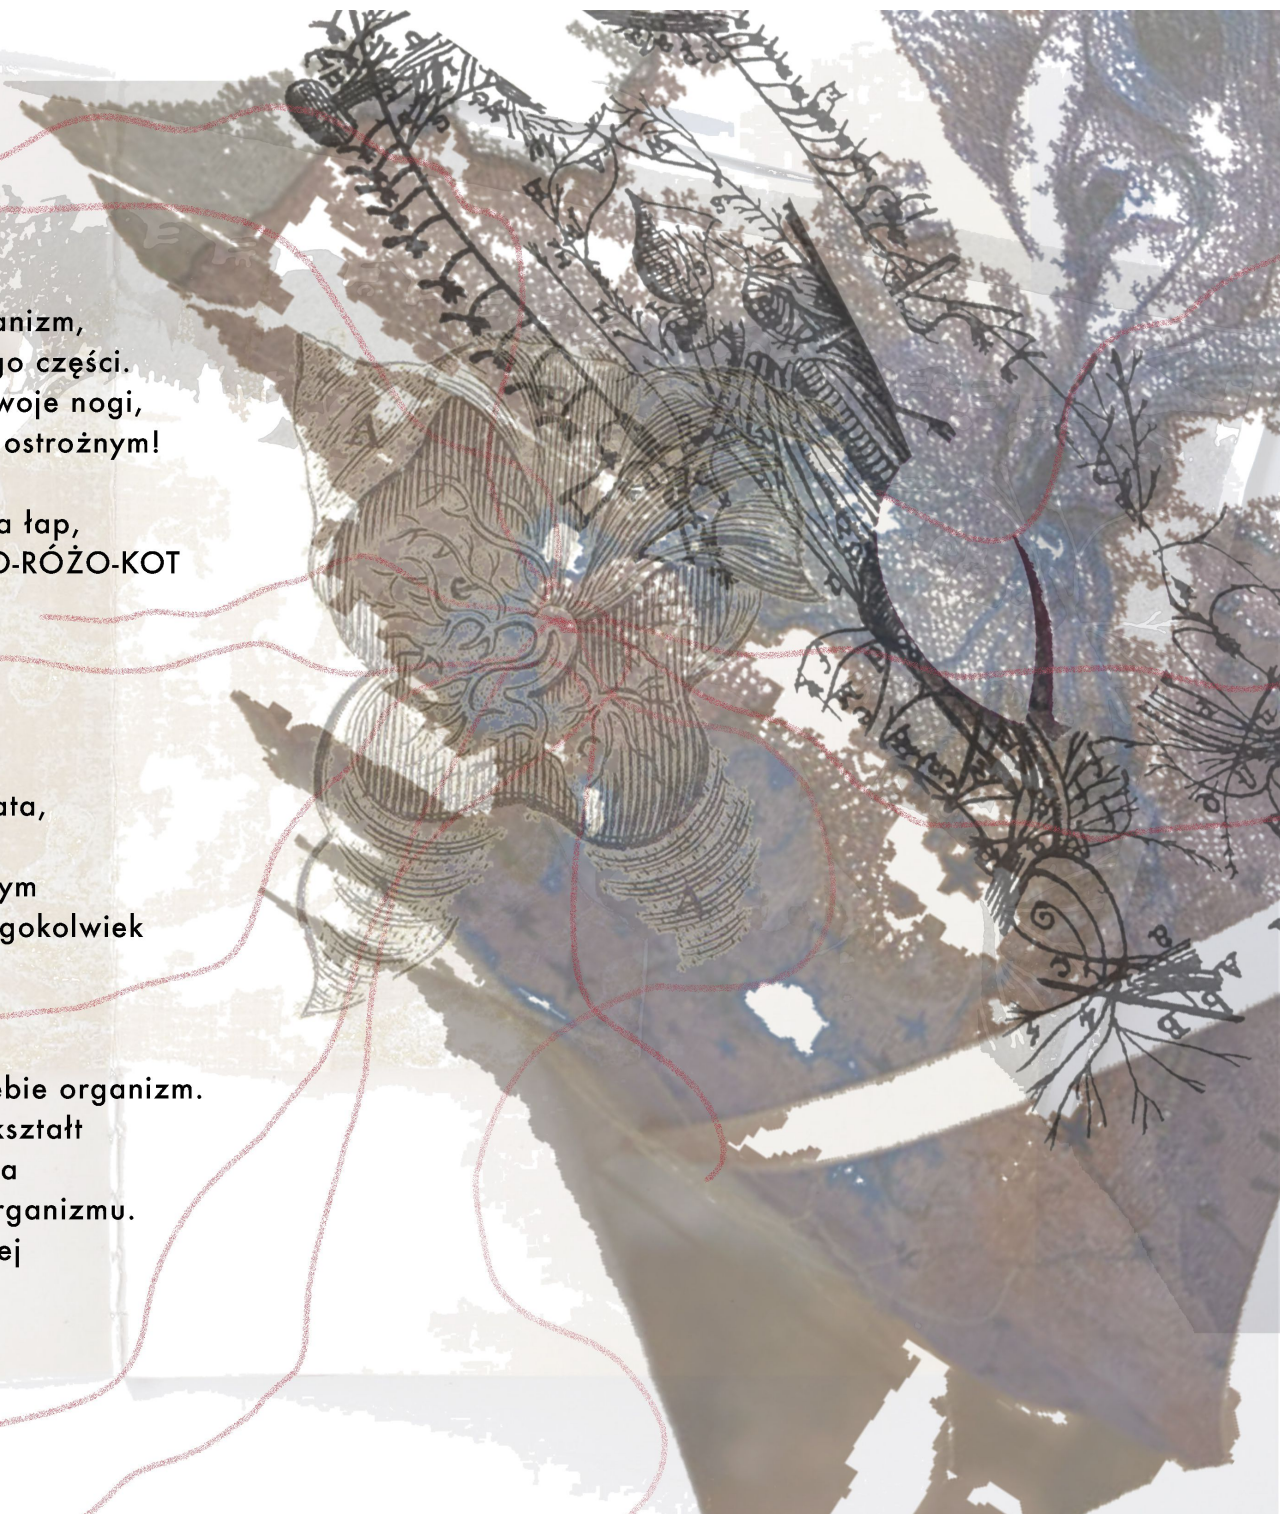 anizm,
go części.
woje nogi,
ostrożnym!
a łap,
O-RÓŻO-KOT
ata,
ym
gokolwiek
ebie organizm.
kształt
a
rganizmu.
ej